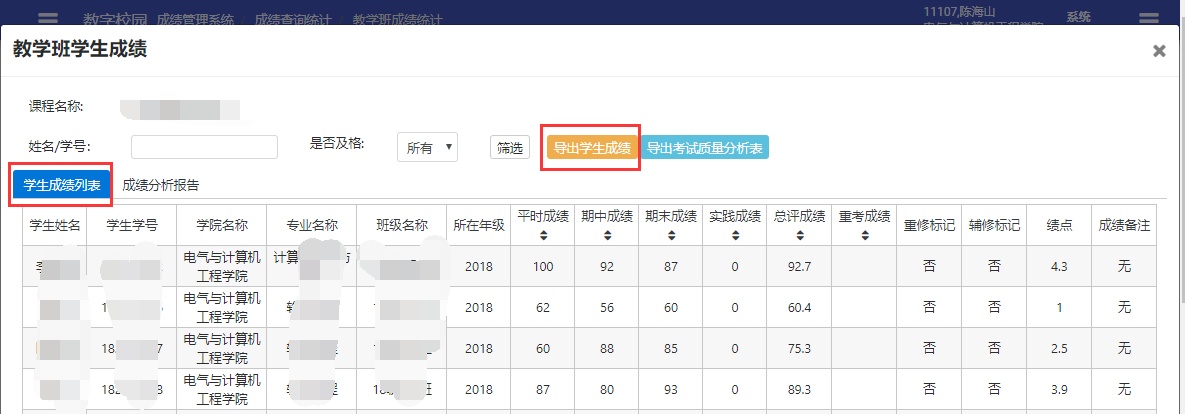 数字校园 成绩管理系统 / 成绩查询统计 / 教学班成绩统计
11107,陈海山
电气与计算机工程学院
系统
教学班学生成绩
×
课程名称:
姓名/学号: 是否及格: 所有 筛选 导出学生成绩 导出考试质量分析表
学生成绩列表 成绩分析报告
学生姓名 学生学号 学院名称 专业名称 班级名称 所在年级 平时成绩 期中成绩 期末成绩 实践成绩 总评成绩 重考成绩 重修标记 辅修标记 绩点 成绩备注
电气与计算机工程学院 计算 2018 100 92 87 0 92.7 否 否 4.3 无
电气与计算机工程学院 2018 62 56 60 0 60.4 否 否 1 无
电气与计算机工程学院 2018 60 88 85 0 75.3 否 否 2.5 无
电气与计算机工程学院 2018 87 80 93 0 89.3 否 否 3.9 无